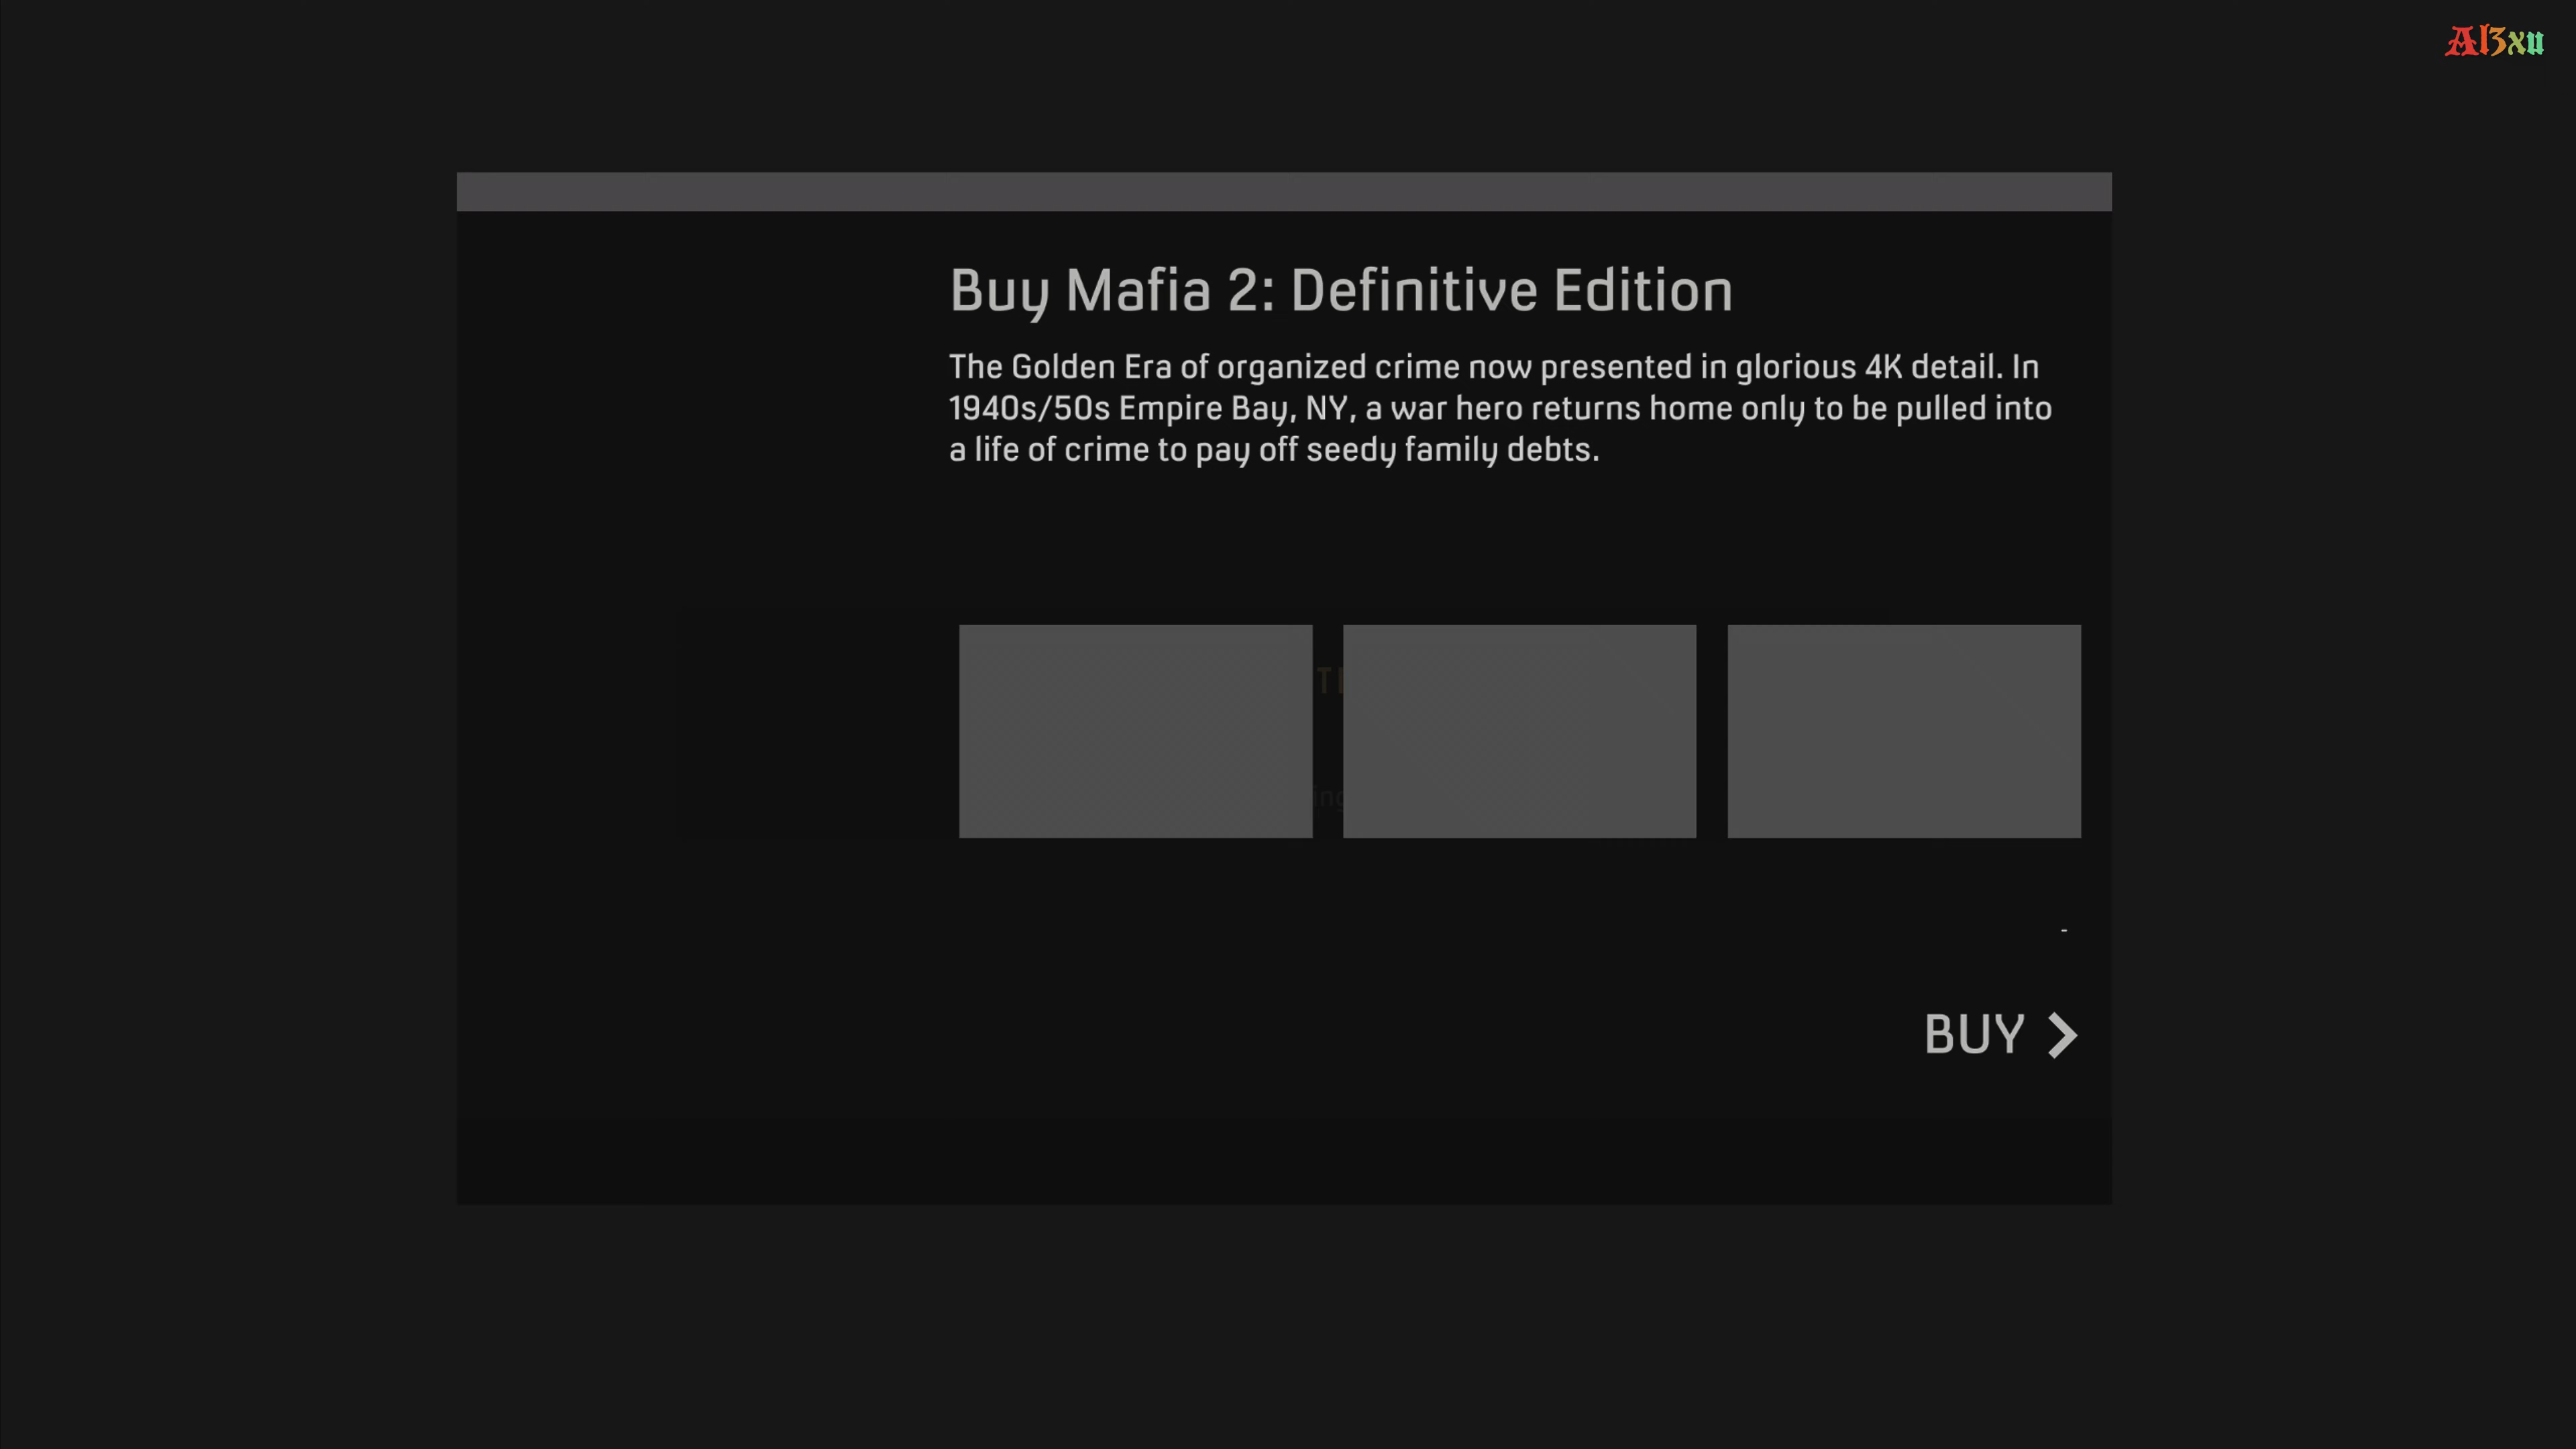 Al3xu
Buy Mafia 2: Definitive Edition
The Golden Era of organized crime now presented in glorious 4K detail. In
1940s/50s Empire Bay, NY, a war hero returns home only to be pulled into
a life of crime to pay off seedy family debts.
-
BUY